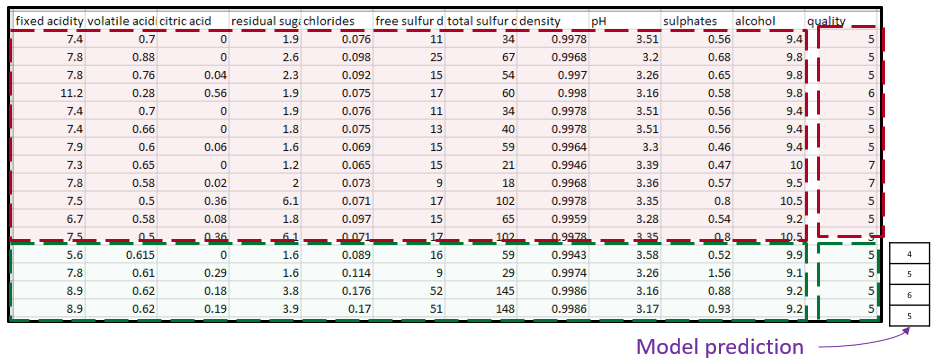 fixed acidity volatile acidi citric acid residual suga chlorides free sulfur d total sulfur d density pH sulphates alcohol quality
7.4 0.7 0 1.9 0.076 11 34 0.9978 3.51 0.56 9.4 5
7.8 0.88 0 2.6 0.098 25 67 0.9968 3.2 0.68 9.8 5
7.8 0.76 0.04 2.3 0.092 15 54 0.997 3.26 0.65 9.8 5
11.2 0.28 0.56 1.9 0.075 17 60 0.998 3.16 0.58 9.8 6
7.4 0.7 0 1.9 0.076 11 34 0.9978 3.51 0.56 9.4 5
7.4 0.66 0 1.8 0.075 13 40 0.9978 3.51 0.56 9.4 5
7.9 0.6 0.06 1.6 0.069 15 59 0.9964 3.3 0.46 9.4 5
7.3 0.65 0 1.2 0.065 15 21 0.9946 3.39 0.47 10 7
7.8 0.58 0.02 2 0.073 9 18 0.9968 3.36 0.57 9.5 7
7.5 0.5 0.36 6.1 0.071 17 102 0.9978 3.35 0.8 10.5 5
6.7 0.58 0.08 1.8 0.097 15 65 0.9959 3.28 0.54 9.2 5
7.5 0.5 0.36 6.1 0.071 17 102 0.9978 3.35 0.8 10.5 5
5.6 0.615 0 1.6 0.089 16 59 0.9943 3.58 0.52 9.9 5 4
7.8 0.61 0.29 1.6 0.114 9 29 0.9974 3.26 1.56 9.1 5 5
8.9 0.62 0.18 3.8 0.176 52 145 0.9986 3.16 0.88 9.2 5 6
8.9 0.62 0.19 3.9 0.17 51 148 0.9986 3.17 0.93 9.2 5 5
Model prediction